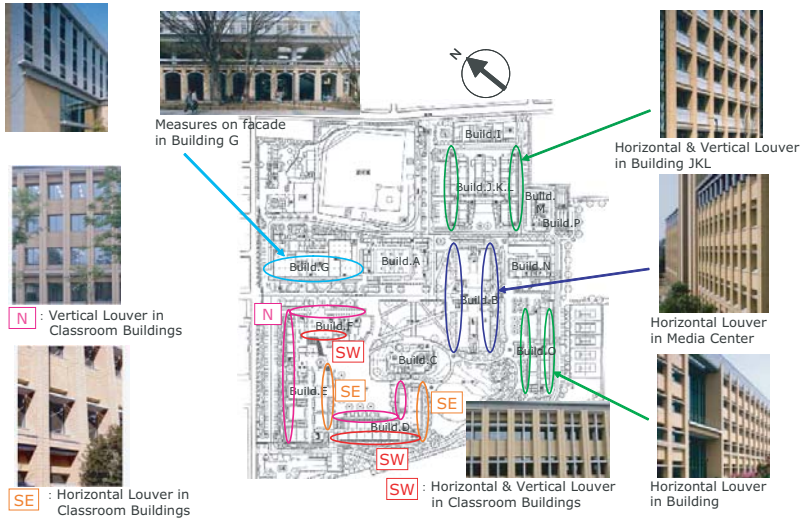 N
Measures on facade
in Building G
Horizontal & Vertical Louver
in Building JKL
Build.I
Build.J.K.L
Build.
M
Build.P
Build.G
Build.A
Build.N
Build.B
N : Vertical Louver in
Classroom Buildings
N
Build.F
SW
Build.C
Build.O
Horizontal Louver
in Media Center
Build.E
SE
SE
Build.D
SW
SE : Horizontal Louver in
Classroom Buildings
SW : Horizontal & Vertical Louver
in Classroom Buildings
Horizontal Louver
in Building